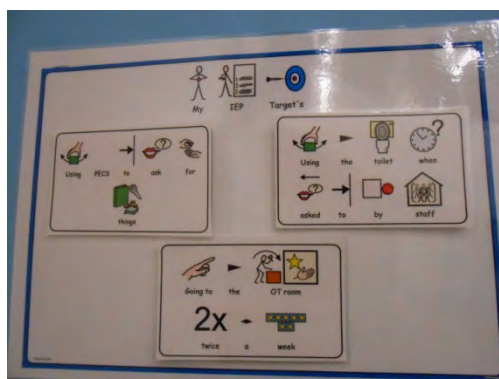 My IEP Target's
Using PECS to ask for
things
Using the toilet when
asked to by staff
Going to the OT room
2x
twice a week